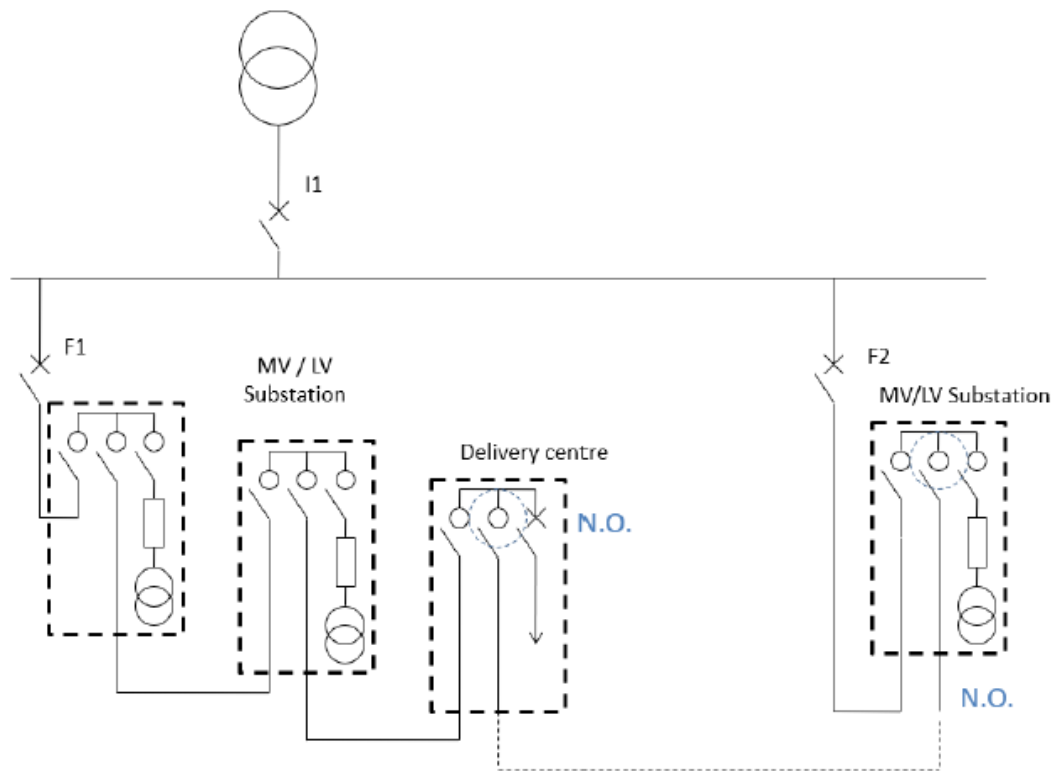 I1
F1
MV / LV
Substation
F2
MV/LV Substation
Delivery centre
N.O.
N.O.